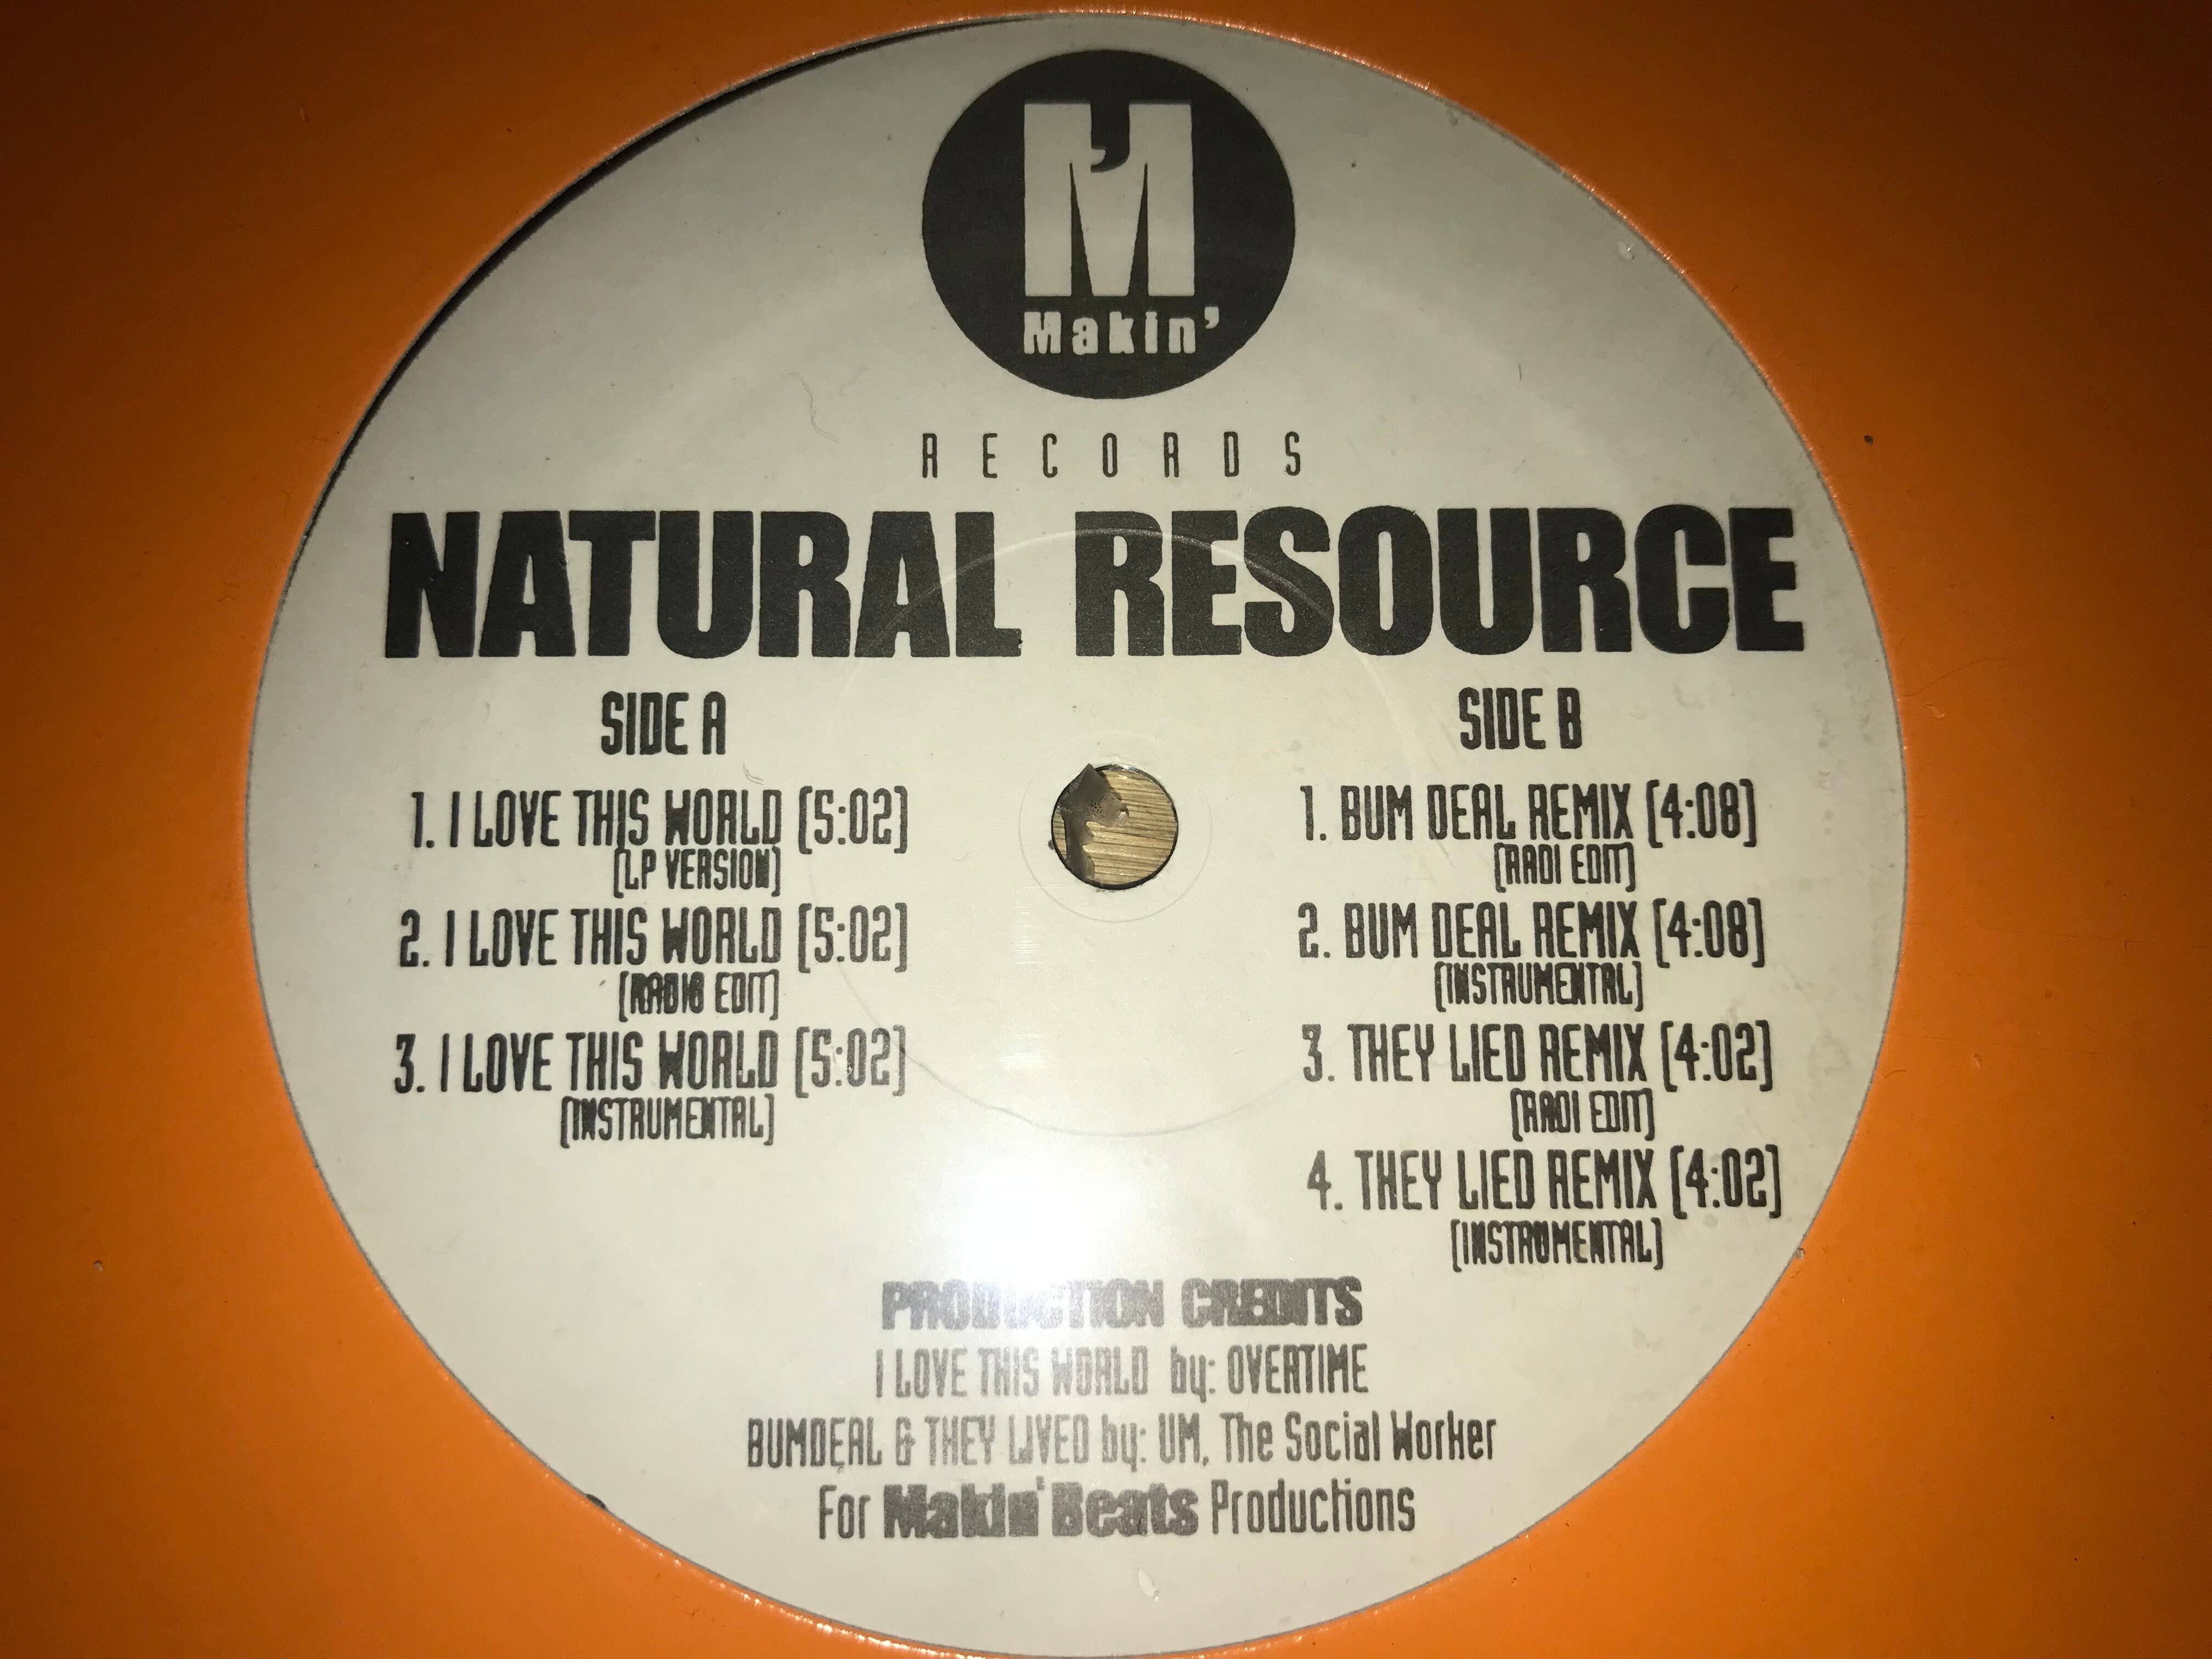 M'
Makin'
RECORDS
NATURAL RESOURCE
SIDE A
1. I LOVE THIS WORLD [5:02]
[LP VERSION]
2. I LOVE THIS WORLD [5:02]
[RADIO EDIT]
3. I LOVE THIS WORLD [5:02]
[INSTRUMENTAL]
SIDE B
1. BUM DEAL REMIX [4:08]
[RADI EDIT]
2. BUM DEAL REMIX [4:08]
[INSTRUMENTAL]
3. THEY LIED REMIX [4:02]
[RADI EDIT]
4. THEY LIED REMIX [4:02]
[INSTRUMENTAL]
PRODUCTION CREDITS
I LOVE THIS WORLD by: OVERTIME
BUMDEAL & THEY LIVED by: UM, The Social Worker
For Makin' Beats Productions